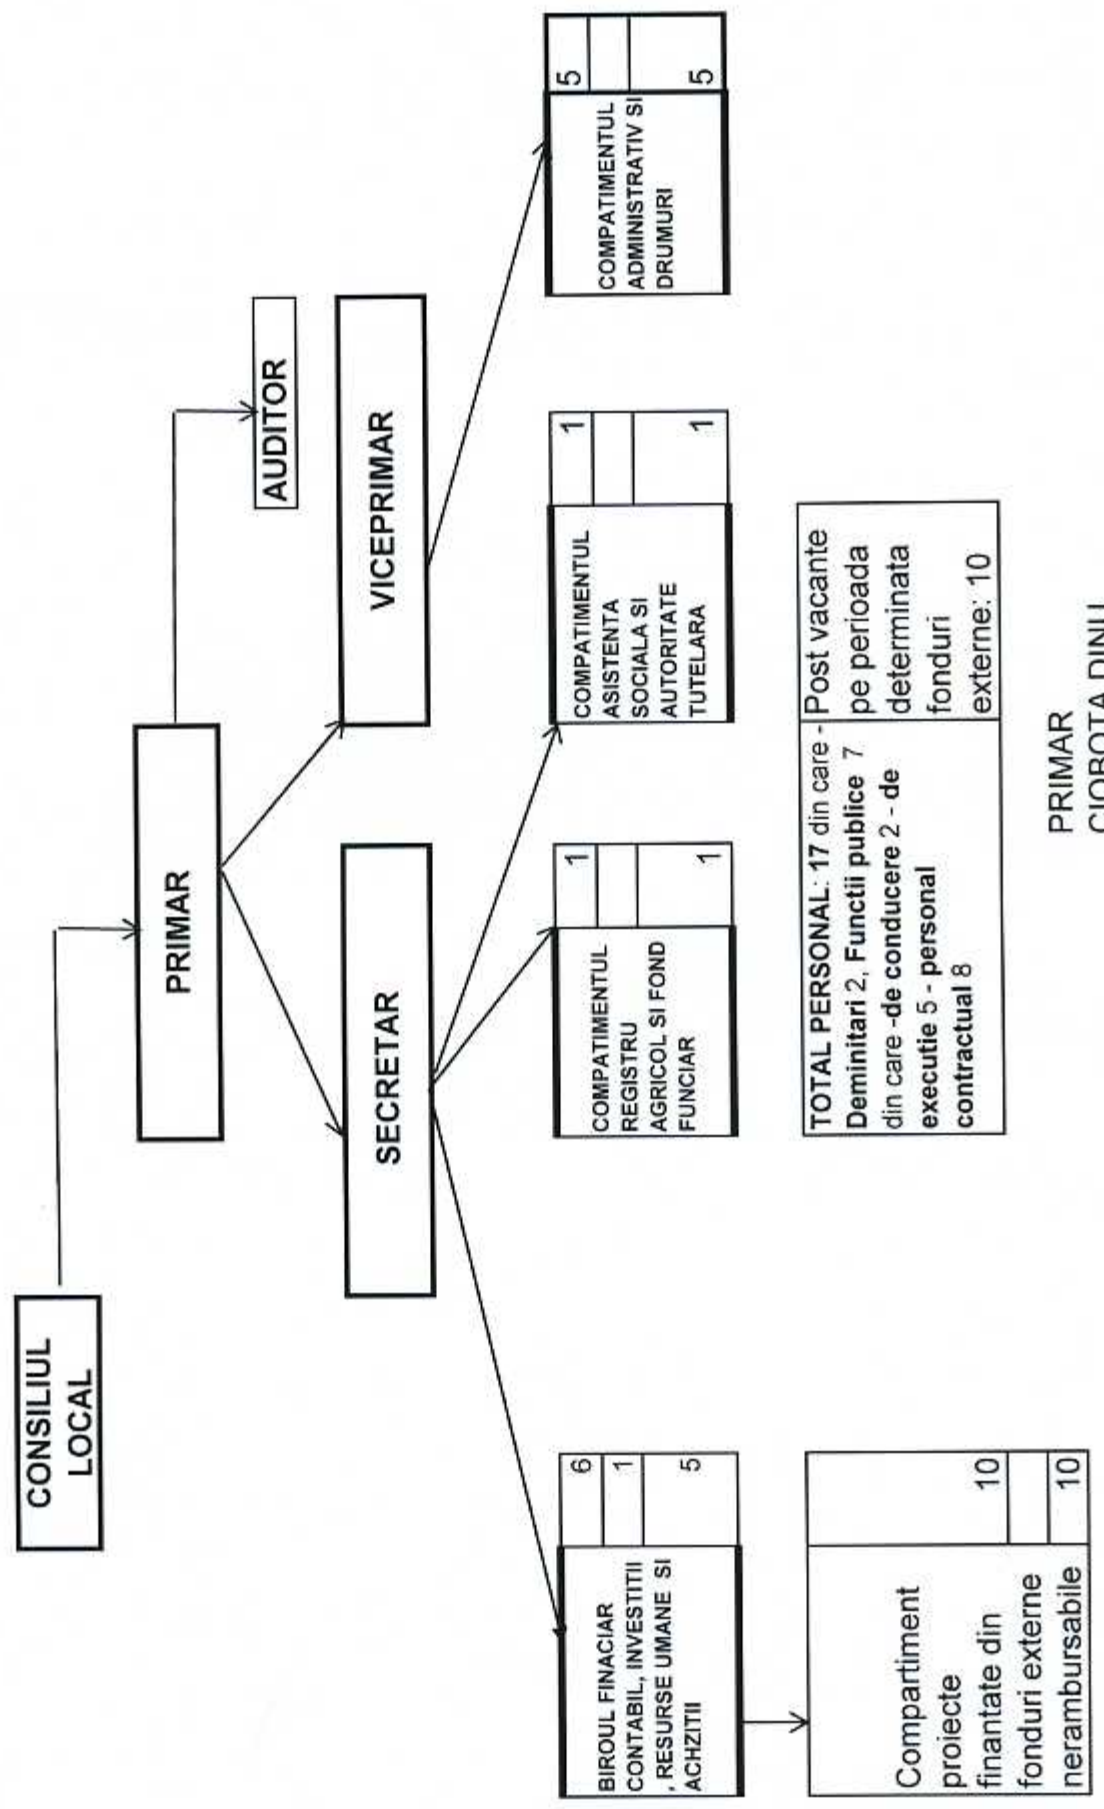 CONSILIUL
LOCAL
PRIMAR
AUDITOR
SECRETAR
VICEPRIMAR
BIROUL FINACIAR
CONTABIL, INVESTITII
, RESURSE UMANE SI
ACHZITII
6
1
5
COMPATIMENTUL
REGISTRU
AGRICOL SI FOND
FUNCIAR
1
1
COMPATIMENTUL
ASISTENTA
SOCIALA SI
AUTORITATE
TUTELARA
1
1
COMPATIMENTUL
ADMINISTRATIV SI
DRUMURI
5
5
Compartiment
proiecte
finantate din
fonduri externe
nerambursabile
10
10
TOTAL PERSONAL: 17 din care -
Deminitari 2, Functii publice 7
din care -de conducere 2 - de
executie 5 - personal
contractual 8
Post vacante
pe perioada
determinata
fonduri
externe: 10
PRIMAR
CIOBOTA DINU